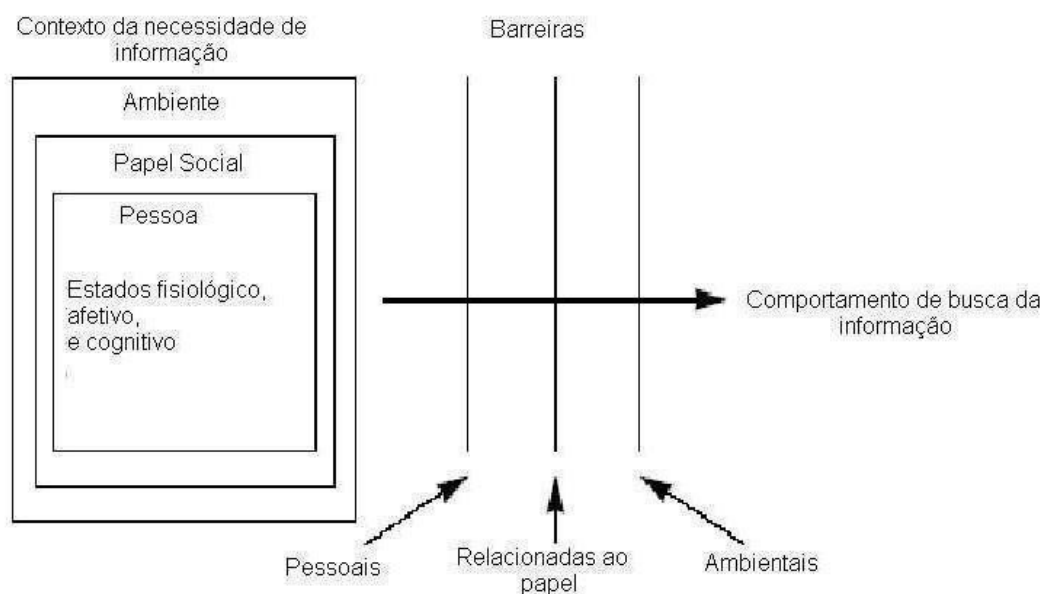 Contexto da necessidade de
informação
Barreiras
Ambiente
Papel Social
Pessoa
Estados fisiológico,
afetivo,
e cognitivo
Comportamento de busca da
informação
Pessoais
Relacionadas ao
papel
Ambientais